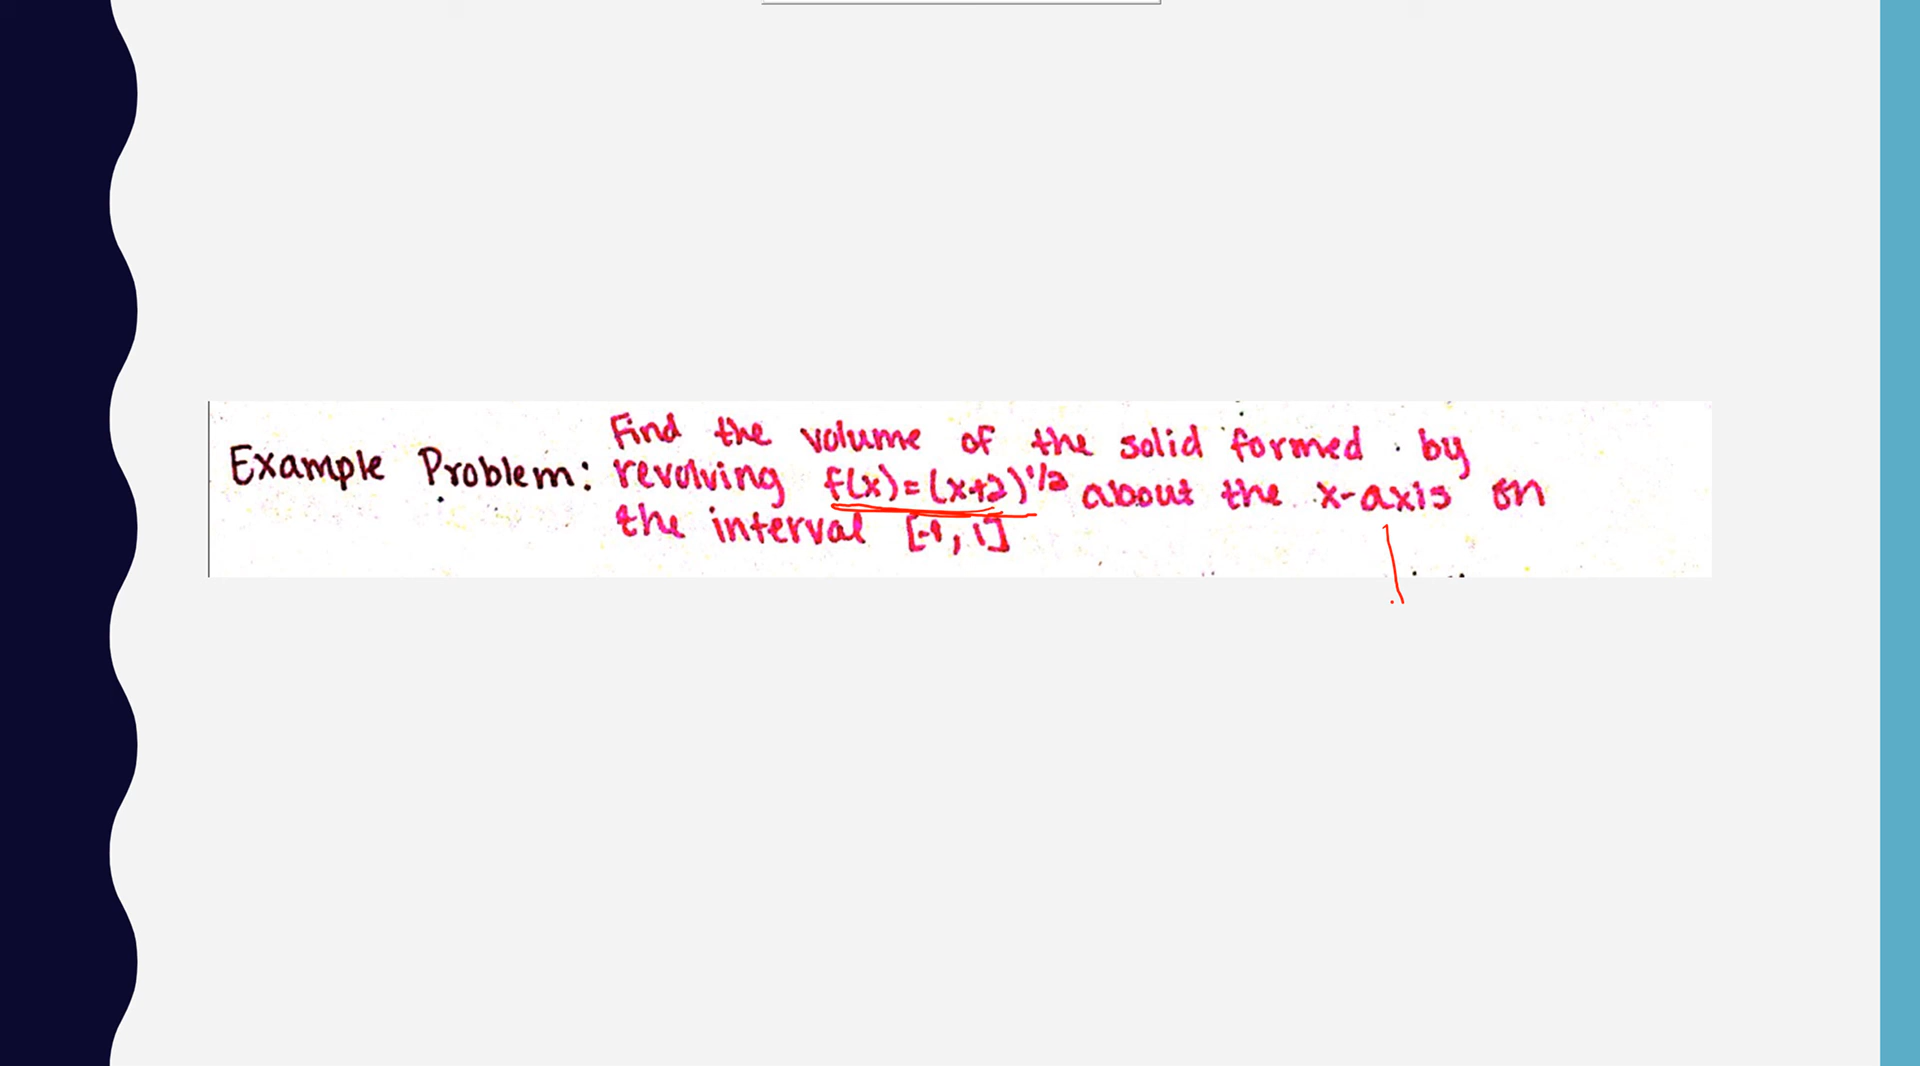 Find the volume of the solid formed by
Example Problem: revolving f(x)=(x+2)^1/2 about the x-axis on
the interval [-1, 1]